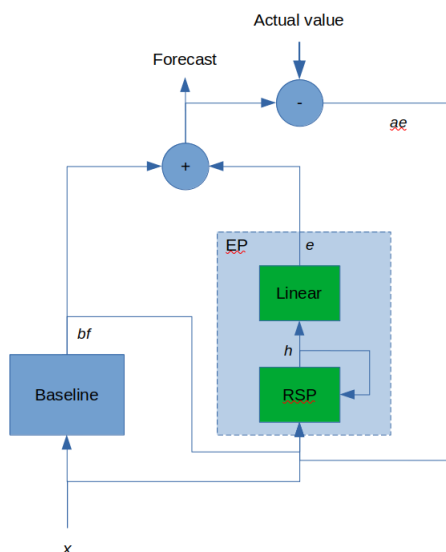 Actual value
Forecast
-
ae
+
EP
e
Linear
bf
h
Baseline
RSP
x